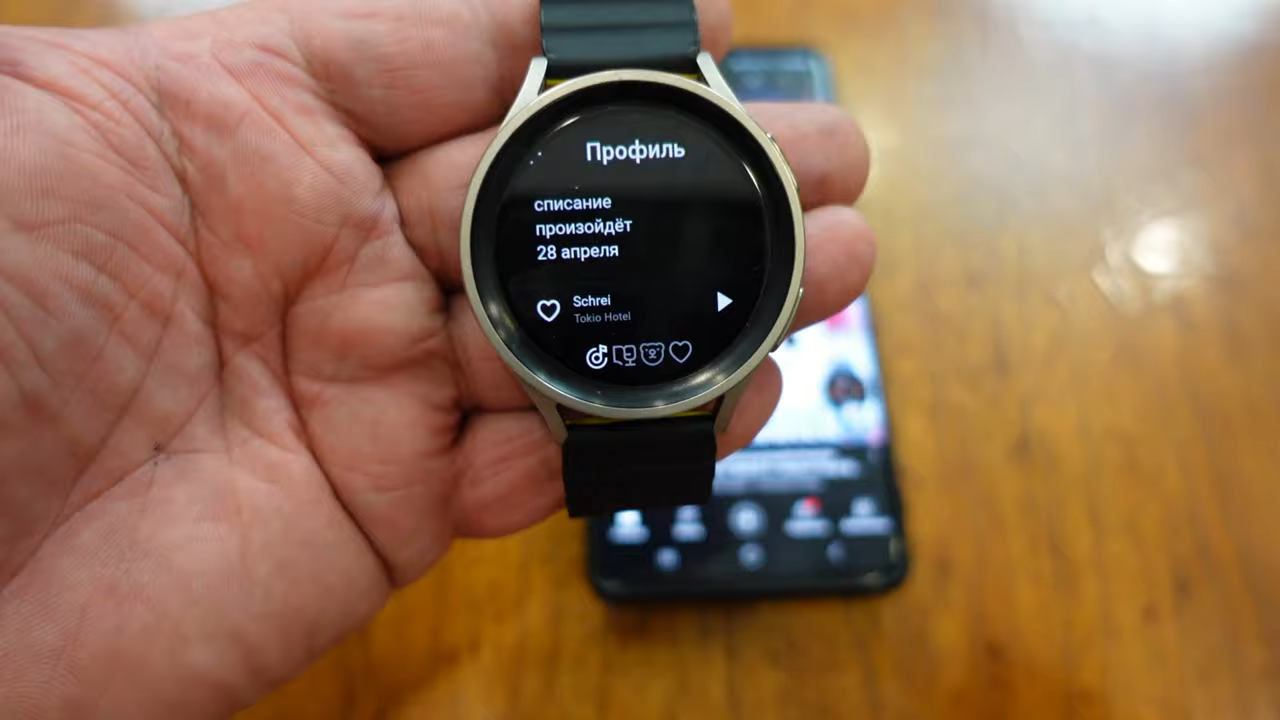 Профиль
списание
произойдёт
28 апреля
Schrei
Tokio Hotel